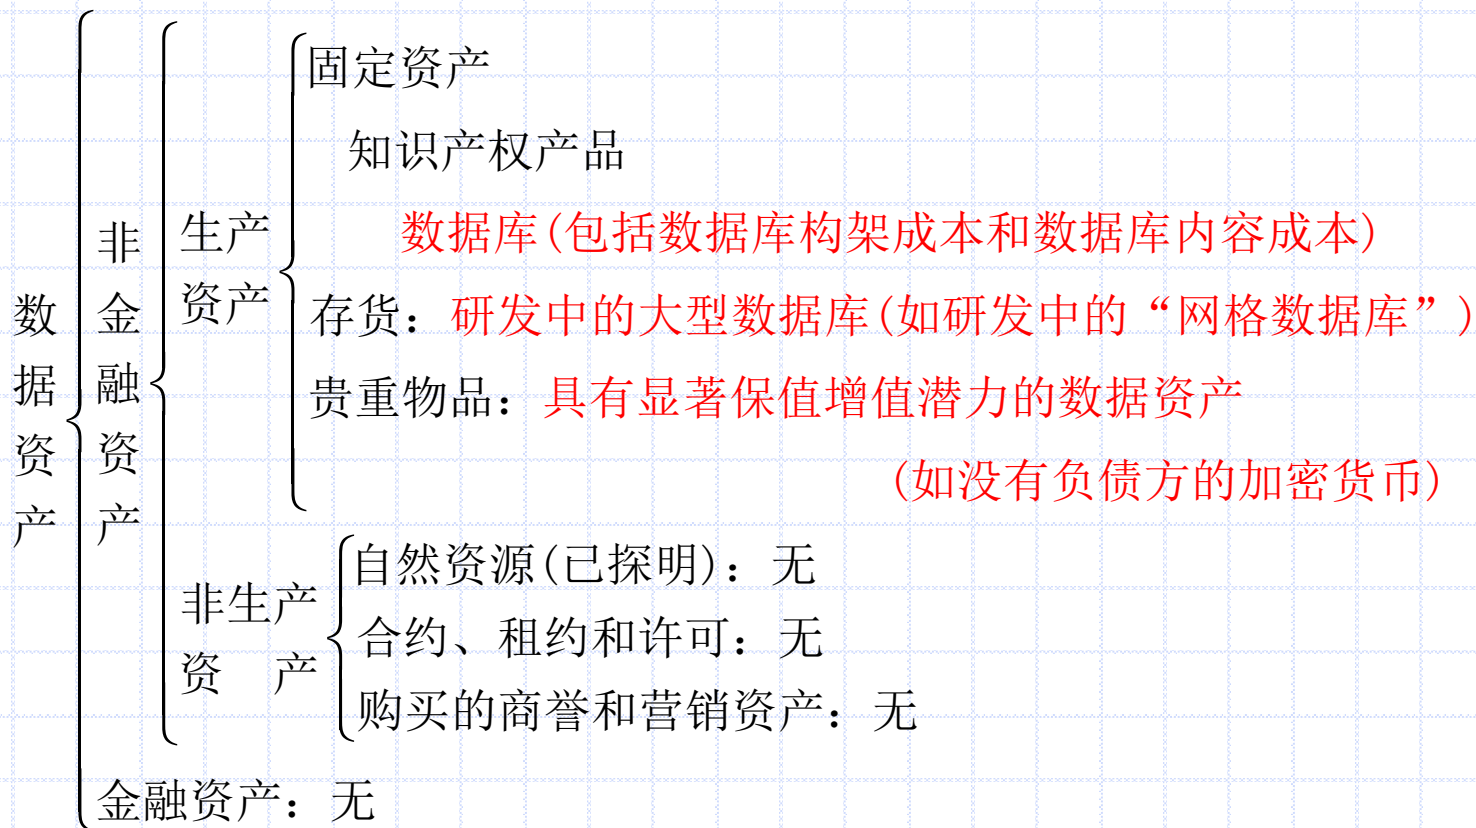 数据资产
非金融资产
生产
资产
固定资产
知识产权产品
数据库(包括数据库构架成本和数据库内容成本)
存货：研发中的大型数据库(如研发中的“网格数据库”)
贵重物品：具有显著保值增值潜力的数据资产
(如没有负债方的加密货币)
非生产
资 产
自然资源(已探明)：无
合约、租约和许可：无
购买的商誉和营销资产：无
金融资产：无